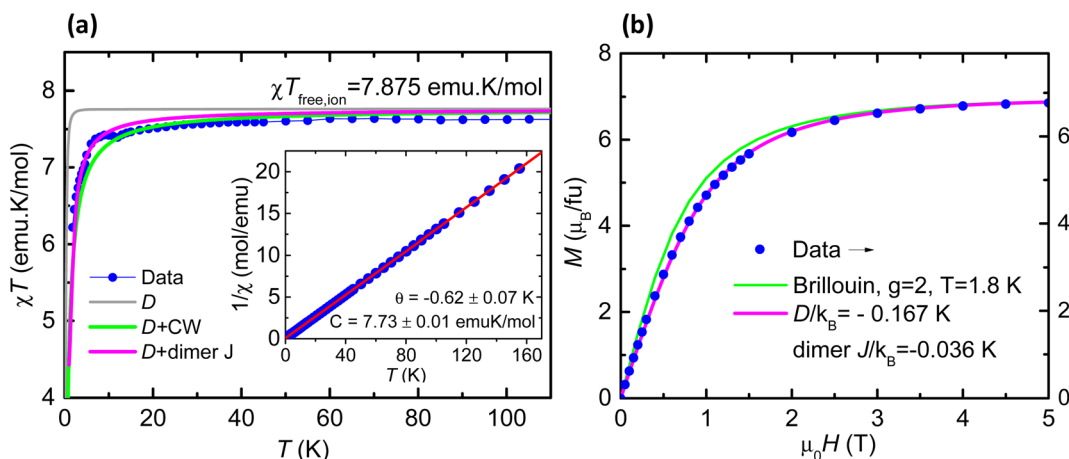 (a)
8
7
6
5
4
χT (emu.K/mol)
χT_free,ion=7.875 emu.K/mol
Data
D
D+CW
D+dimer J
20
15
10
5
0
1/χ (mol/emu)
θ = -0.62 ± 0.07 K
C = 7.73 ± 0.01 emuK/mol
0 40 80 120 160
T (K)
0 20 40 60 80 100
T (K)
(b)
8
6
4
2
0
M (μ_B/fu)
Data →
Brillouin, g=2, T=1.8 K
D/k_B= - 0.167 K
dimer J/k_B=-0.036 K
6
4
2
0
0 1 2 3 4 5
μ_0H (T)